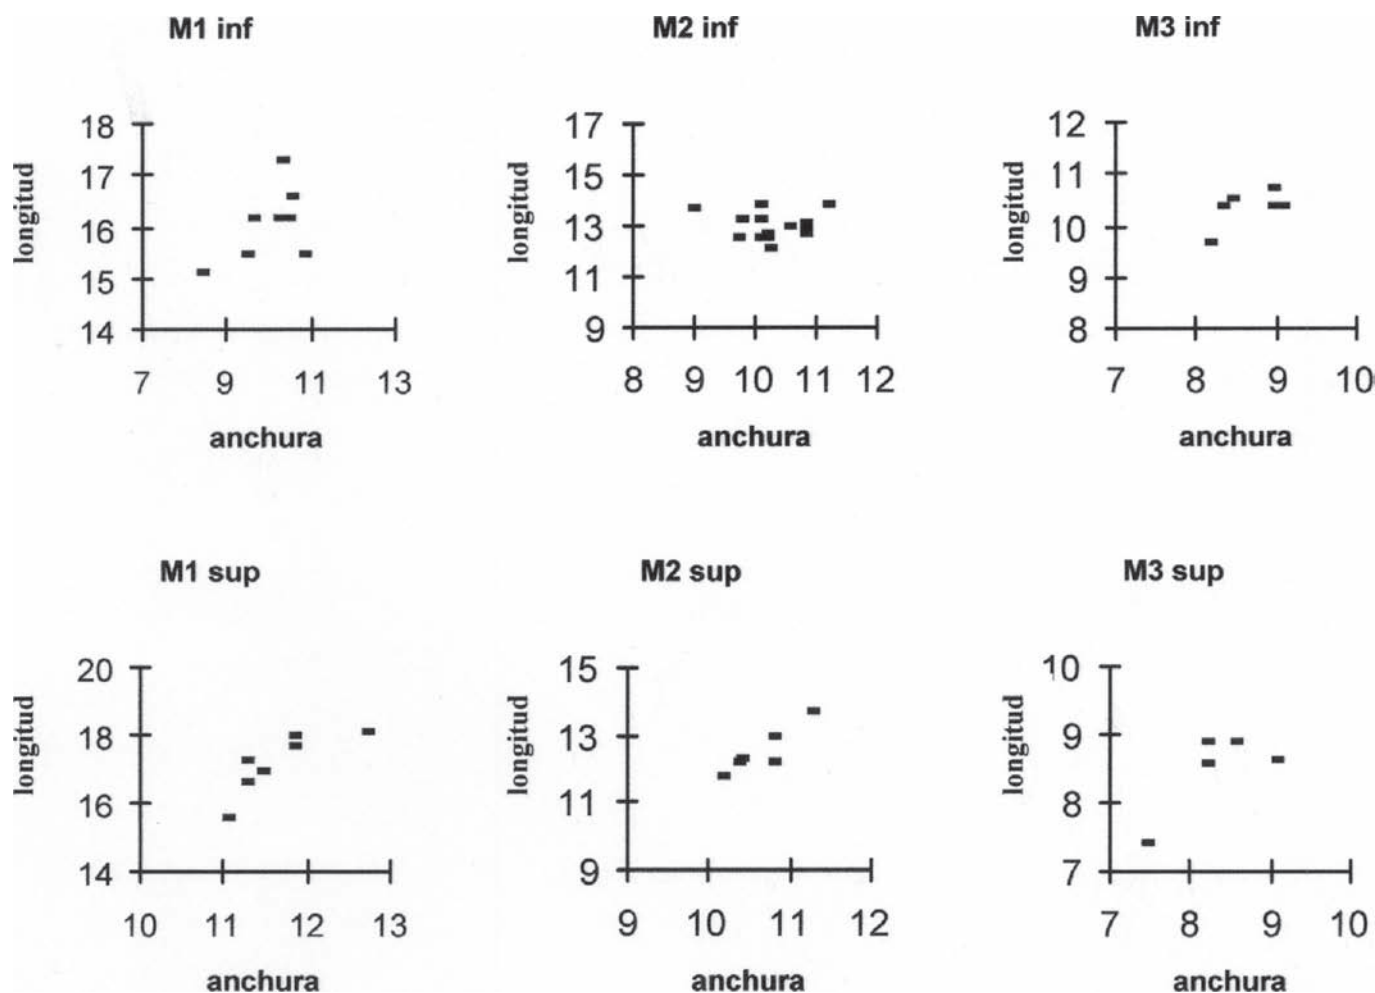 M1 inf
M2 inf
M3 inf
longitud
18
17
16
15
14
7 9 11 13
anchura
longitud
17
15
13
11
9
8 9 10 11 12
anchura
longitud
12
11
10
9
8
7 8 9 10
anchura
M1 sup
M2 sup
M3 sup
longitud
20
18
16
14
10 11 12 13
anchura
longitud
15
13
11
9
9 10 11 12
anchura
longitud
10
9
8
7
7 8 9 10
anchura